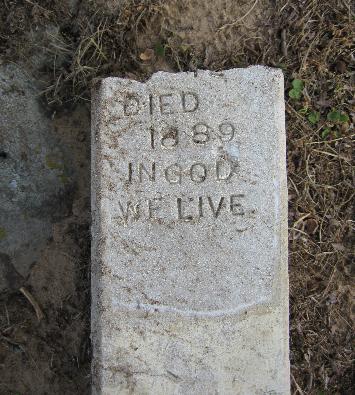 DIED
1889
IN GOD
WE LIVE.